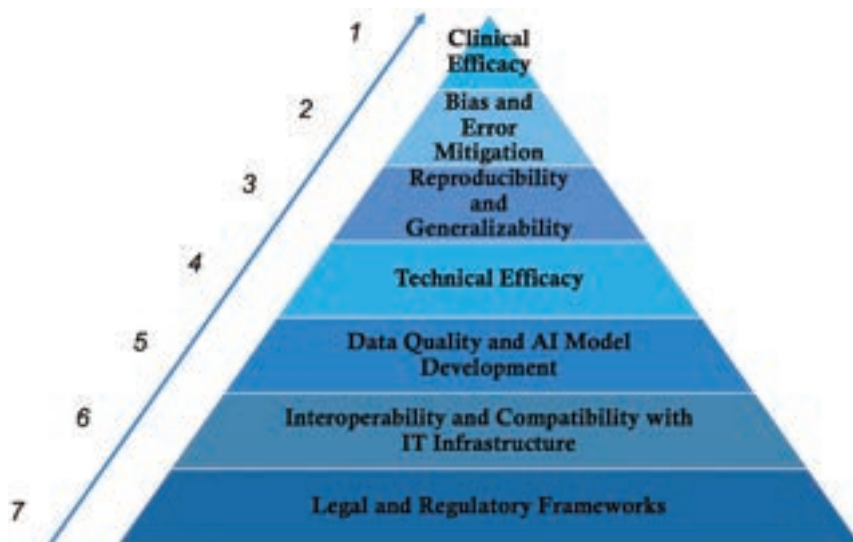 1
Clinical
Efficacy
2
Bias and
Error
Mitigation
3
Reproducibility
and
Generalizability
4
Technical Efficacy
5
Data Quality and AI Model
Development
6
Interoperability and Compatibility with
IT Infrastructure
7
Legal and Regulatory Frameworks